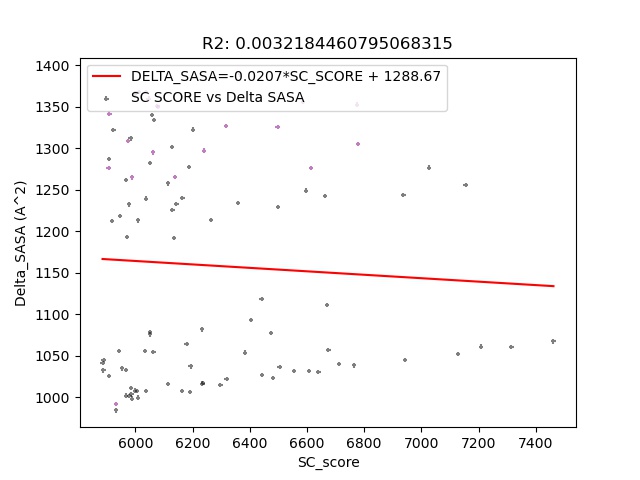 R2: 0.0032184460795068315
DELTA_SASA=-0.0207*SC_SCORE + 1288.67
SC SCORE vs Delta SASA
Delta_SASA (A^2)
1400
1350
1300
1250
1200
1150
1100
1050
1000
6000 6200 6400 6600 6800 7000 7200 7400
SC_score